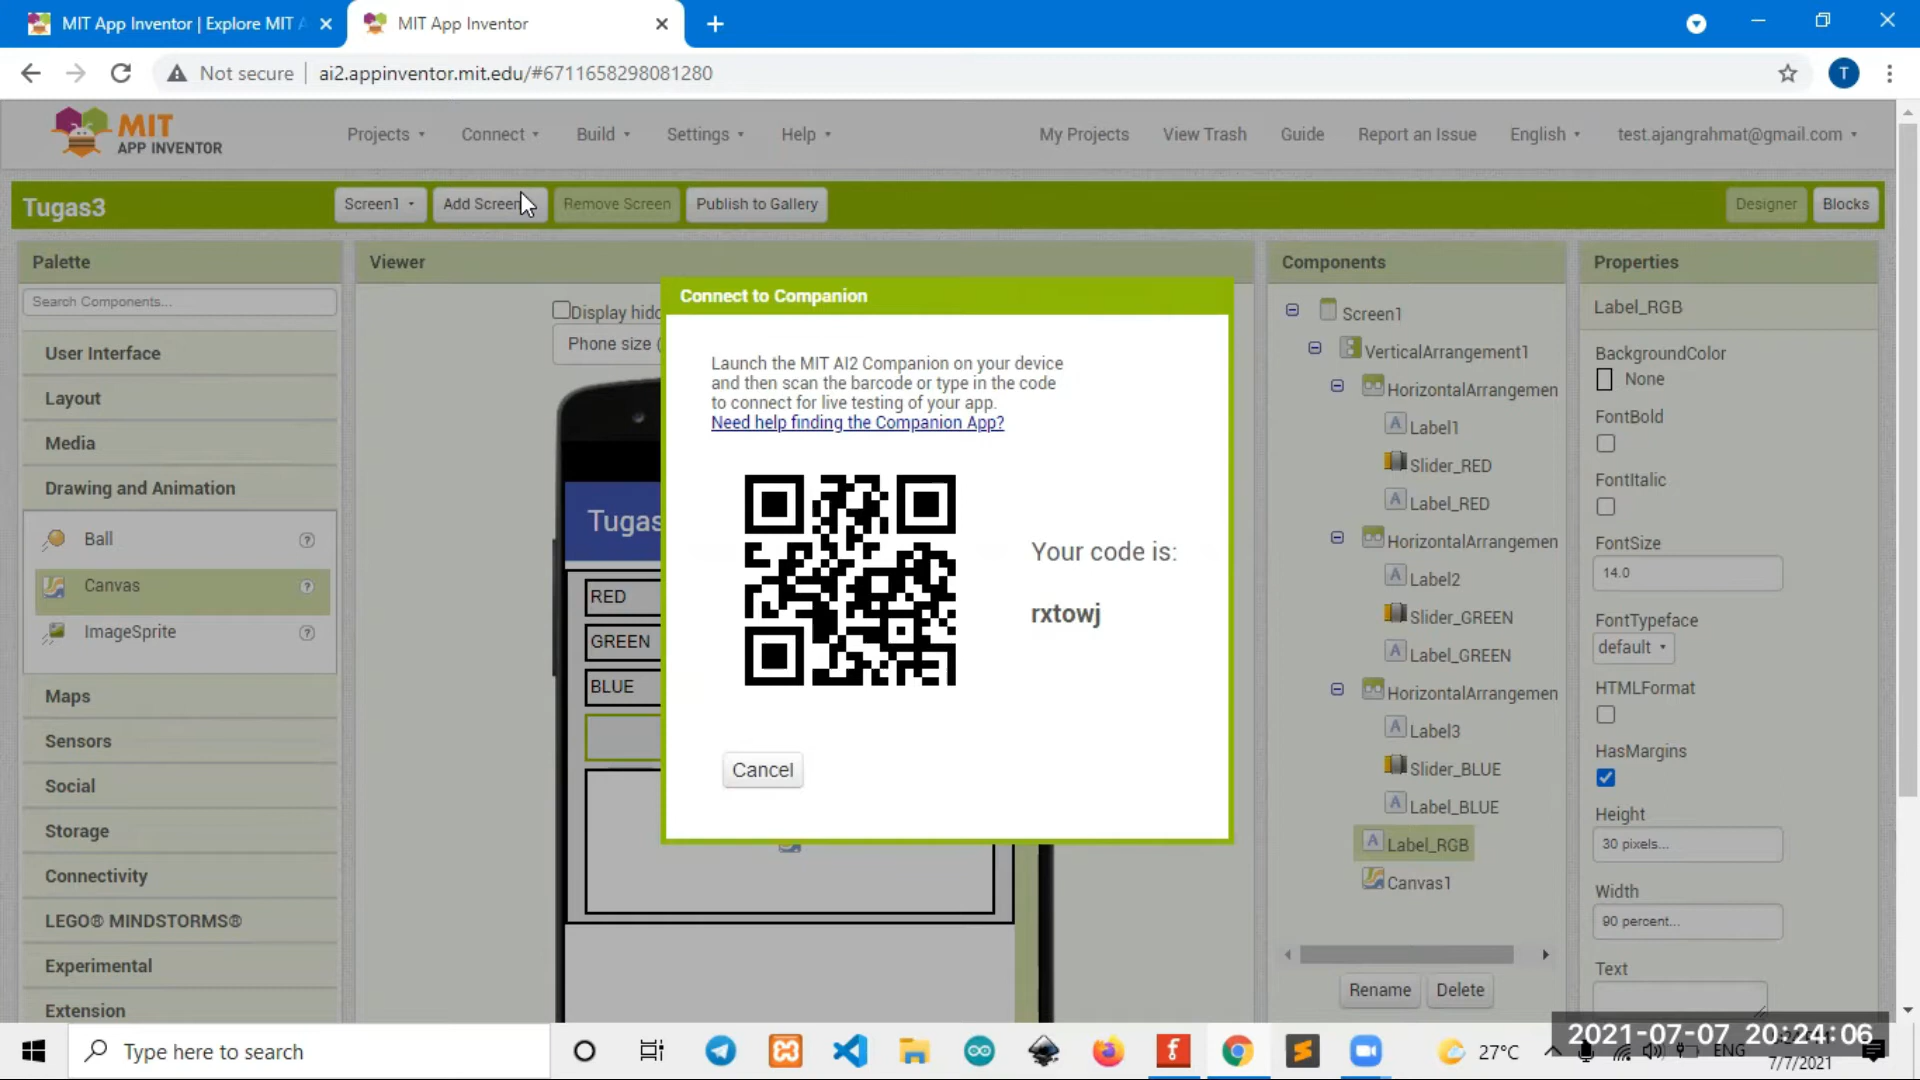 MIT App Inventor | Explore MIT A
MIT App Inventor
Not secure
ai2.appinventor.mit.edu/#6711658298081280
T
MIT
APP INVENTOR
Projects
Connect
Build
Settings
Help
My Projects
View Trash
Guide
Report an Issue
English
test.ajangrahmat@gmail.com
Tugas3
Screen1
Add Screen
Remove Screen
Publish to Gallery
Designer
Blocks
Palette
Search Components...
User Interface
Layout
Media
Drawing and Animation
Ball
Canvas
ImageSprite
Maps
Sensors
Social
Storage
Connectivity
LEGO® MINDSTORMS®
Experimental
Extension
Viewer
Display hidd
Phone size (
Tugas
RED
GREEN
BLUE
Connect to Companion
Launch the MIT AI2 Companion on your device
and then scan the barcode or type in the code
to connect for live testing of your app.
Need help finding the Companion App?
Your code is:
rxtowj
Cancel
Components
Screen1
VerticalArrangement1
HorizontalArrangemen
Label1
Slider_RED
Label_RED
HorizontalArrangemen
Label2
Slider_GREEN
Label_GREEN
HorizontalArrangemen
Label3
Slider_BLUE
Label_BLUE
Label_RGB
Canvas1
Rename
Delete
Properties
Label_RGB
BackgroundColor
None
FontBold
FontItalic
FontSize
14.0
FontTypeface
default
HTMLFormat
HasMargins
Height
30 pixels...
Width
90 percent...
Text
Type here to search
27°C
ENG
2021-07-07 20:24:06
7/7/2021